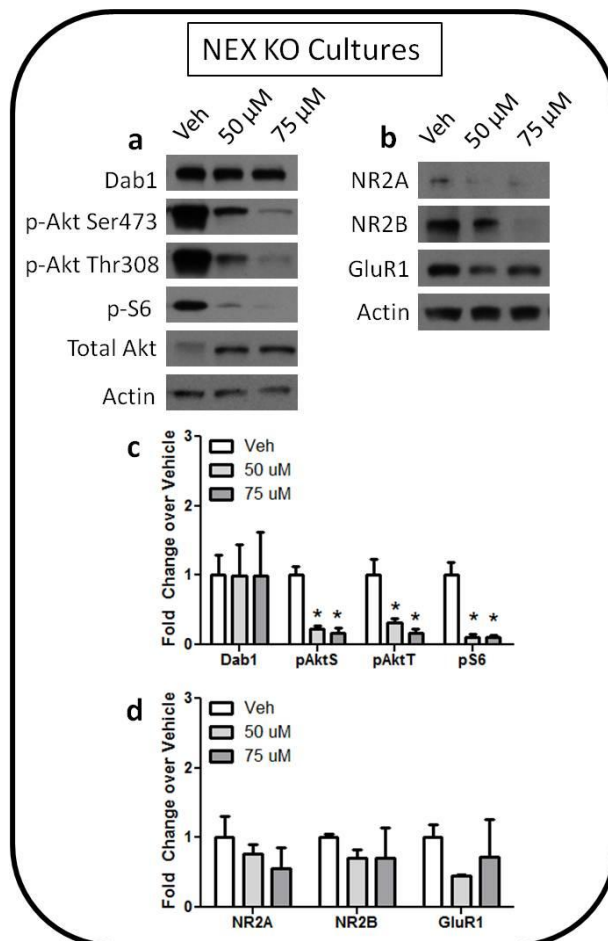 NEX KO Cultures
a
Veh 50 µM 75 µM
Dab1
p-Akt Ser473
p-Akt Thr308
p-S6
Total Akt
Actin
b
Veh 50 µM 75 µM
NR2A
NR2B
GluR1
Actin
c
Fold Change over Vehicle
3
2
1
0
Veh
50 uM
75 uM
* * * * * *
Dab1 pAktS pAktT pS6
d
Fold Change over Vehicle
3
2
1
0
Veh
50 uM
75 uM
NR2A NR2B GluR1